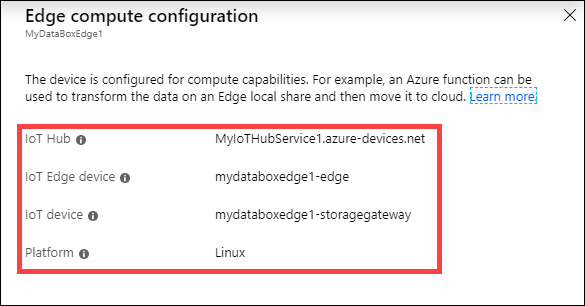 Edge compute configuration
MyDataBoxEdge1
The device is configured for compute capabilities. For example, an Azure function can be
used to transform the data on an Edge local share and then move it to cloud. Learn more
IoT Hub MyIoTHubService1.azure-devices.net
IoT Edge device mydataboxedge1-edge
IoT device mydataboxedge1-storagegateway
Platform Linux